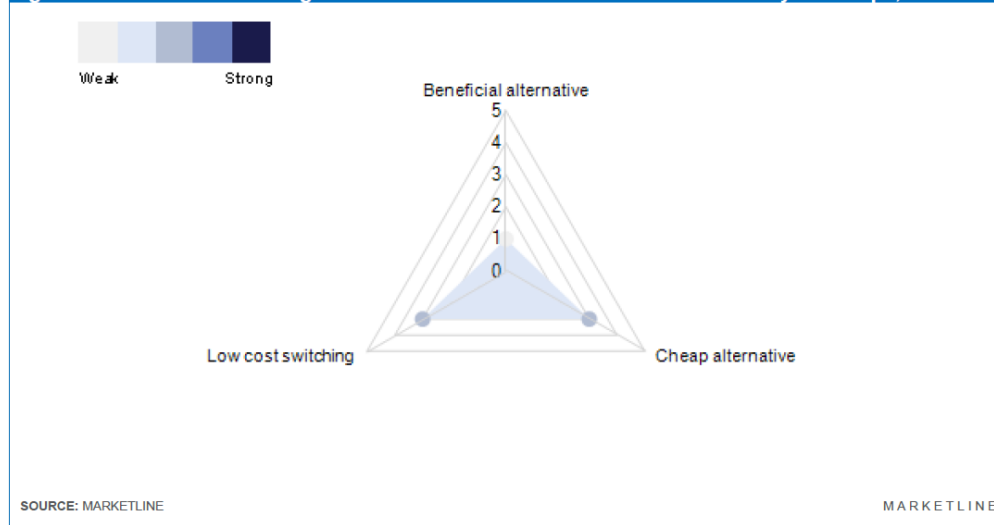 Weak Strong
Beneficial alternative
5
4
3
2
1
0
Low cost switching
Cheap alternative
SOURCE: MARKETLINE
MARKETLINE